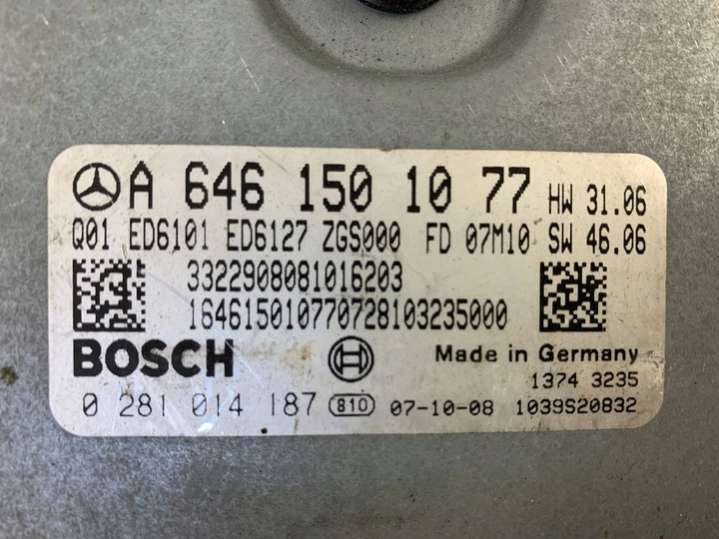 A 646 150 10 77 HW 31.06
Q01 ED6101 ED6127 ZGS000 FD 07M10 SW 46.06
3322908081016203
164615010770728103235000
BOSCH Made in Germany
1374 3235
0 281 014 187 810 07-10-08 1039S20832